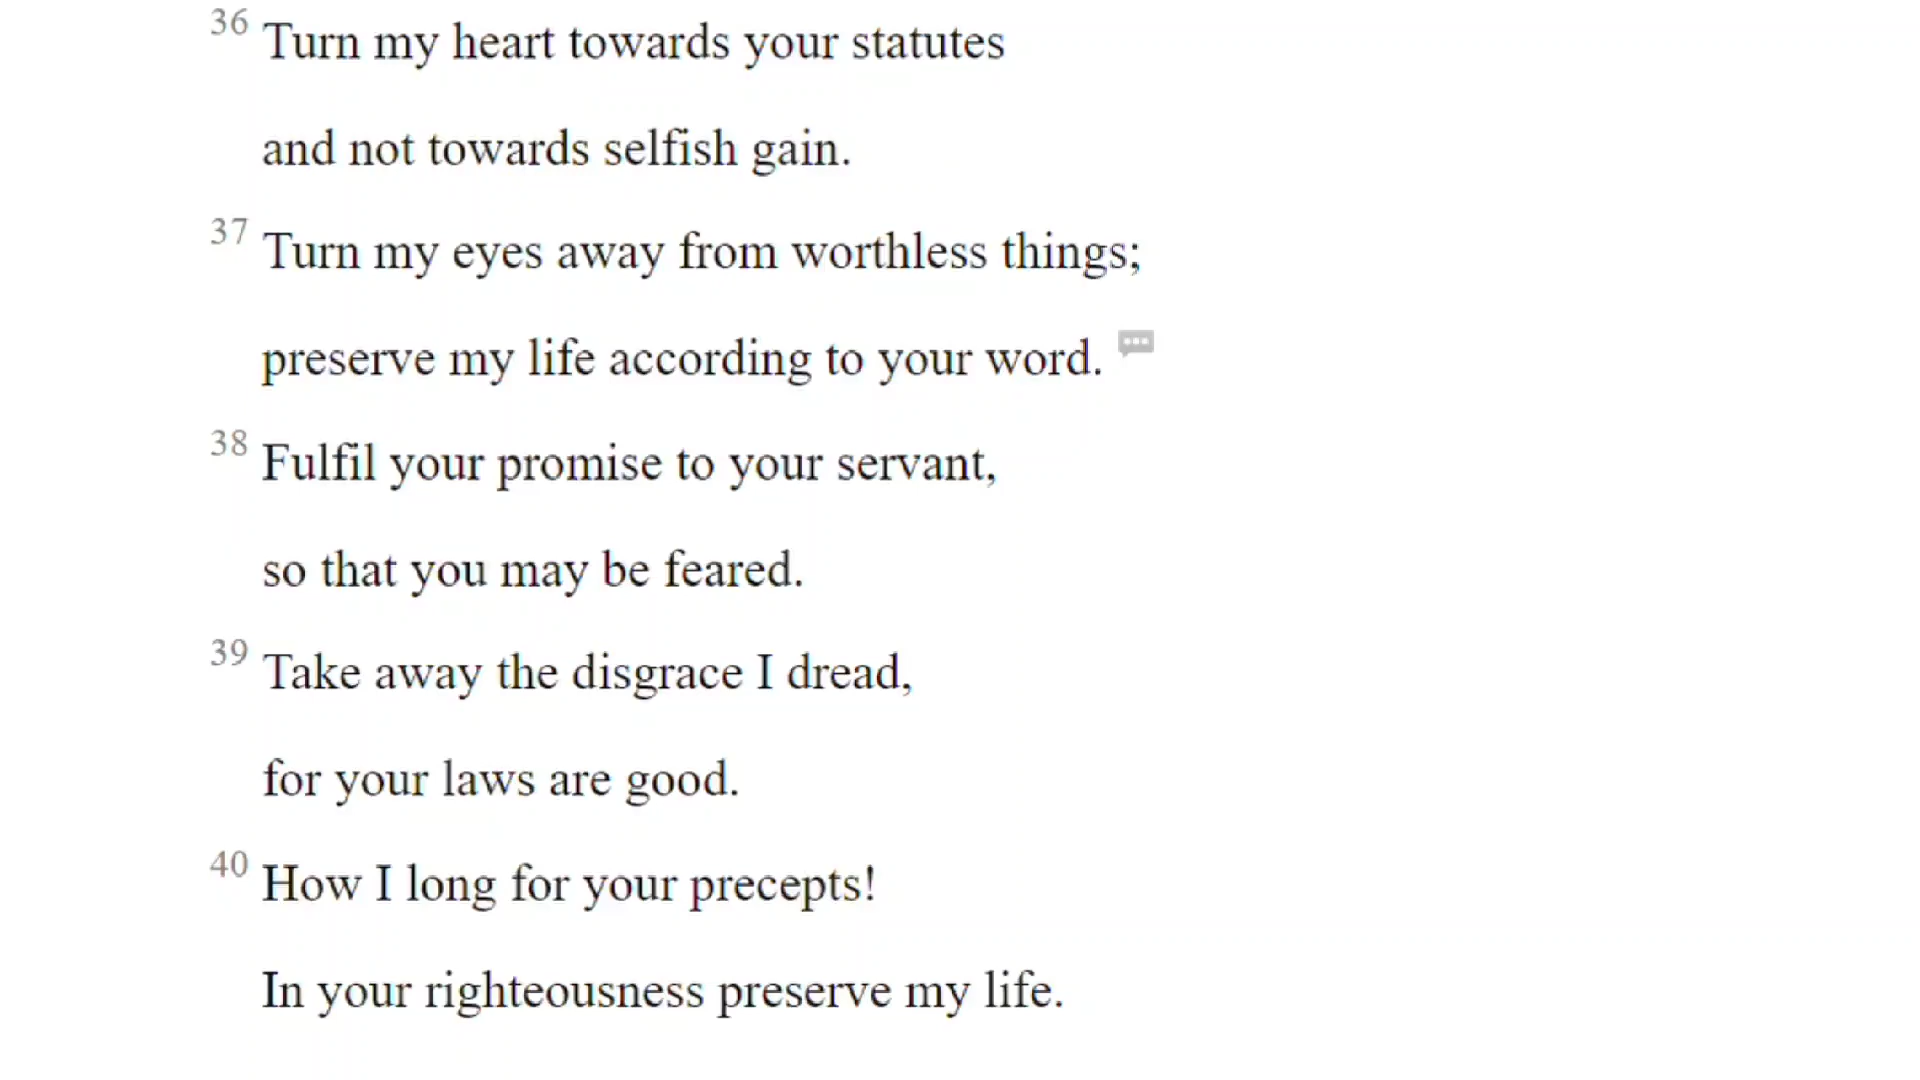 36 Turn my heart towards your statutes
and not towards selfish gain.
37 Turn my eyes away from worthless things;
preserve my life according to your word.
38 Fulfil your promise to your servant,
so that you may be feared.
39 Take away the disgrace I dread,
for your laws are good.
40 How I long for your precepts!
In your righteousness preserve my life.